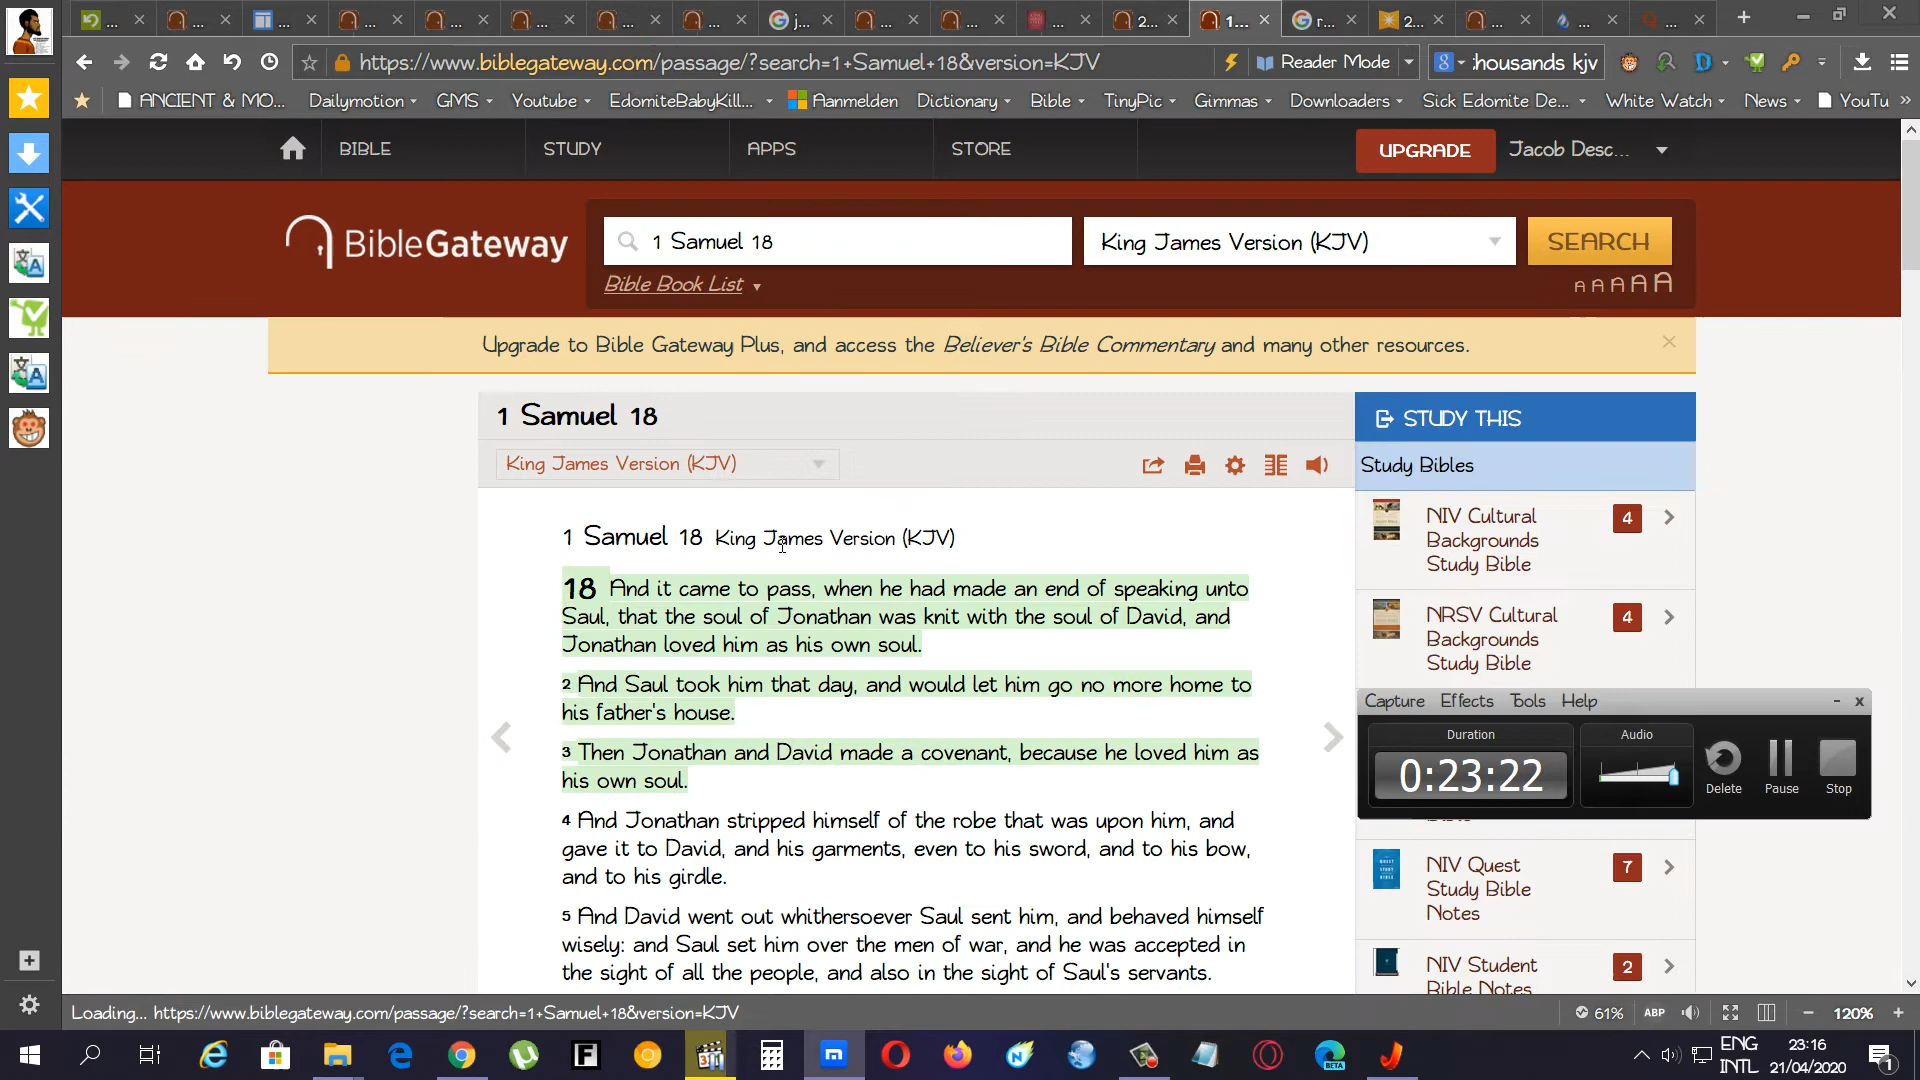 ...
...
...
...
...
...
...
...
...
j...
...
...
...
2...
1...
r...
2...
...
...
...
https://www.biblegateway.com/passage/?search=1+Samuel+18&version=KJV
Reader Mode
housands kjv
ANCIENT & MO...
Dailymotion
GMS
Youtube
EdomiteBabyKill...
Aanmelden
Dictionary
Bible
TinyPic
Gimmas
Downloaders
Sick Edomite De...
White Watch
News
YouTu
BIBLE
STUDY
APPS
STORE
UPGRADE
Jacob Desc...
BibleGateway
1 Samuel 18
King James Version (KJV)
SEARCH
Bible Book List
A A A A A
Upgrade to Bible Gateway Plus, and access the Believer's Bible Commentary and many other resources.
1 Samuel 18
King James Version (KJV)
1 Samuel 18 King James Version (KJV)
18 And it came to pass, when he had made an end of speaking unto
Saul, that the soul of Jonathan was knit with the soul of David, and
Jonathan loved him as his own soul.
2 And Saul took him that day, and would let him go no more home to
his father's house.
3 Then Jonathan and David made a covenant, because he loved him as
his own soul.
4 And Jonathan stripped himself of the robe that was upon him, and
gave it to David, and his garments, even to his sword, and to his bow,
and to his girdle.
5 And David went out whithersoever Saul sent him, and behaved himself
wisely: and Saul set him over the men of war, and he was accepted in
the sight of all the people, and also in the sight of Saul's servants.
STUDY THIS
Study Bibles
NIV Cultural
Backgrounds
Study Bible
4
NRSV Cultural
Backgrounds
Study Bible
4
Capture Effects Tools Help
Duration
0:23:22
Audio
Delete
Pause
Stop
NIV Quest
Study Bible
Notes
7
NIV Student
Bible Notes
2
Loading... https://www.biblegateway.com/passage/?search=1+Samuel+18&version=KJV
61%
ABP
120%
ENG
INTL
23:16
21/04/2020
1